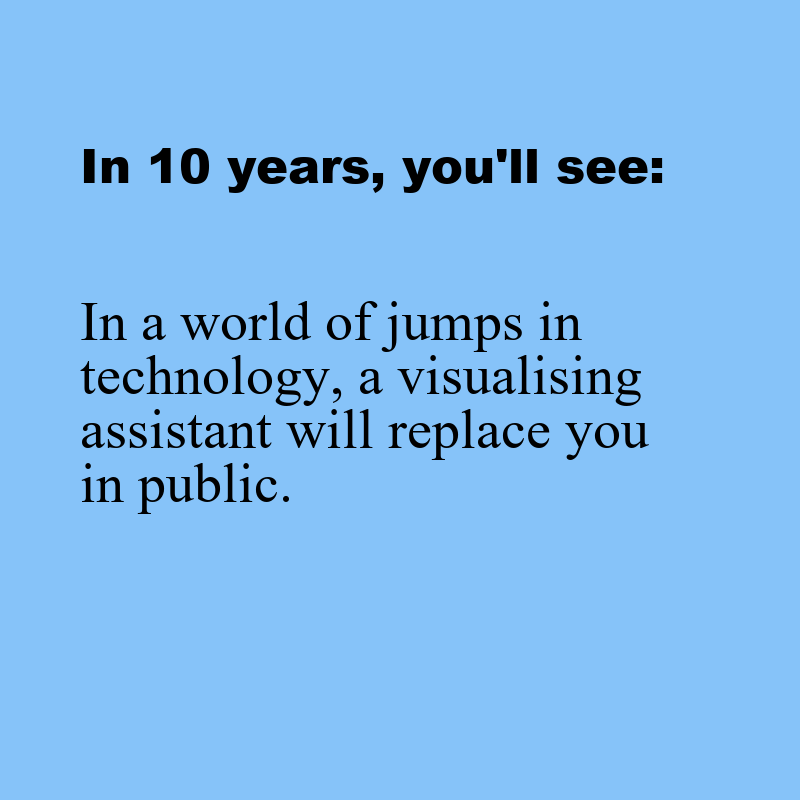 In 10 years, you'll see:
In a world of jumps in
technology, a visualising
assistant will replace you
in public.